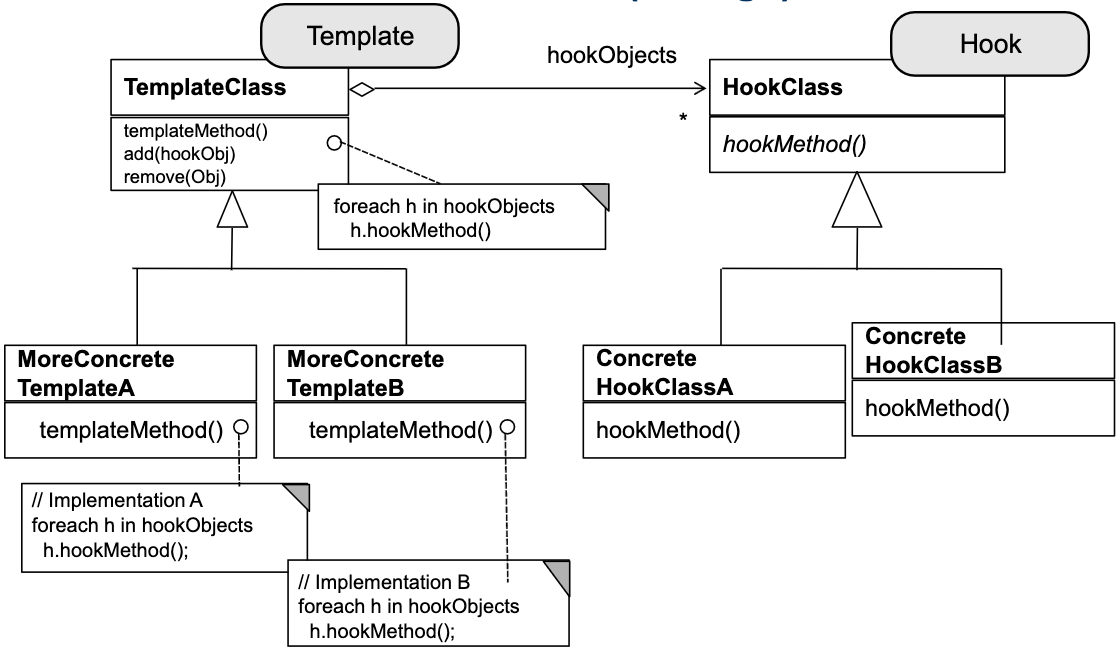 Template
Hook
hookObjects
TemplateClass
HookClass
*
templateMethod()
add(hookObj)
remove(Obj)
hookMethod()
foreach h in hookObjects
h.hookMethod()
MoreConcrete
TemplateA
templateMethod()
MoreConcrete
TemplateB
templateMethod()
Concrete
HookClassA
hookMethod()
Concrete
HookClassB
hookMethod()
// Implementation A
foreach h in hookObjects
h.hookMethod();
// Implementation B
foreach h in hookObjects
h.hookMethod();